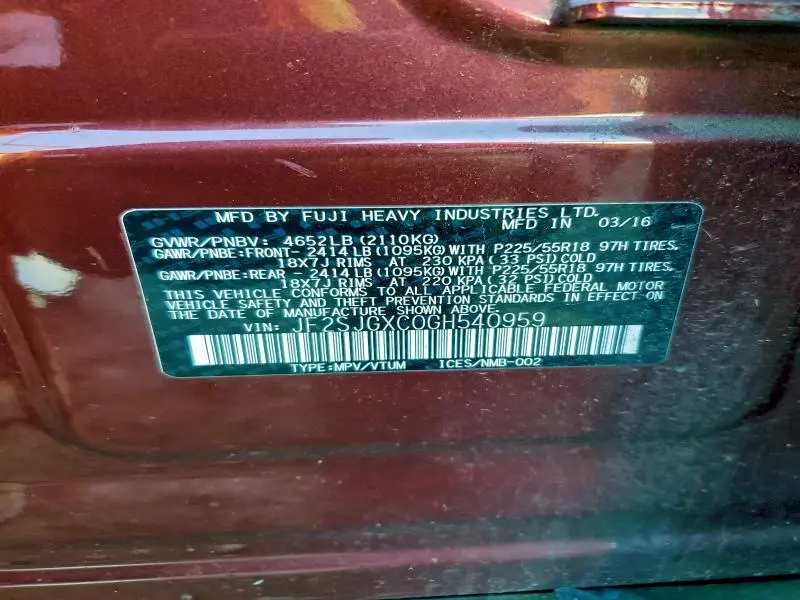 MFD BY FUJI HEAVY INDUSTRIES LTD.
MFD IN 03/16
GVWR/PNBV: 4652LB (2110KG)
GAWR/PNBE:FRONT- 2414LB (1095KG) WITH P225/55R18 97H TIRES,
18X7J RIMS AT 230 KPA (33 PSI) COLD
GAWR/PNBE:REAR - 2414LB (1095KG) WITH P225/55R18 97H TIRES,
18X7J RIMS AT 220 KPA (32 PSI) COLD
THIS VEHICLE CONFORMS TO ALL APPLICABLE FEDERAL MOTOR
VEHICLE SAFETY AND THEFT PREVENTION STANDARDS IN EFFECT ON
THE DATE OF MANUFACTURE SHOWN ABOVE.
VIN: JF2SJGXC0GH540959
TYPE:MPV/VTUM ICES/NMB-002